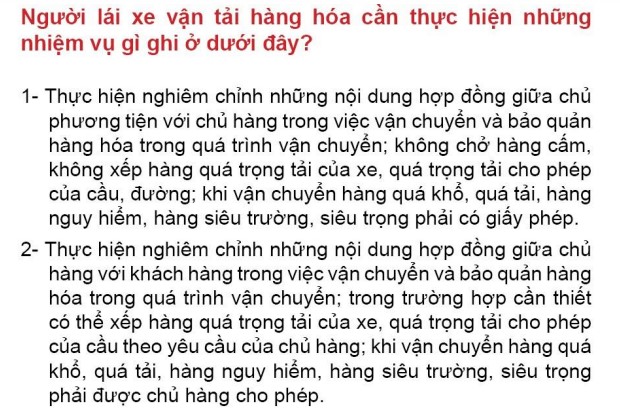 Người lái xe vận tải hàng hóa cần thực hiện những
nhiệm vụ gì ghi ở dưới đây?
1- Thực hiện nghiêm chỉnh những nội dung hợp đồng giữa chủ
phương tiện với chủ hàng trong việc vận chuyển và bảo quản
hàng hóa trong quá trình vận chuyển; không chở hàng cấm,
không xếp hàng quá trọng tải của xe, quá trọng tải cho phép
của cầu, đường; khi vận chuyển hàng quá khổ, quá tải, hàng
nguy hiểm, hàng siêu trường, siêu trọng phải có giấy phép.
2- Thực hiện nghiêm chỉnh những nội dung hợp đồng giữa chủ
hàng với khách hàng trong việc vận chuyển và bảo quản hàng
hóa trong quá trình vận chuyển; trong trường hợp cần thiết
có thể xếp hàng quá trọng tải của xe, quá trọng tải cho phép
của cầu theo yêu cầu của chủ hàng; khi vận chuyển hàng quá
khổ, quá tải, hàng nguy hiểm, hàng siêu trường, siêu trọng
phải được chủ hàng cho phép.